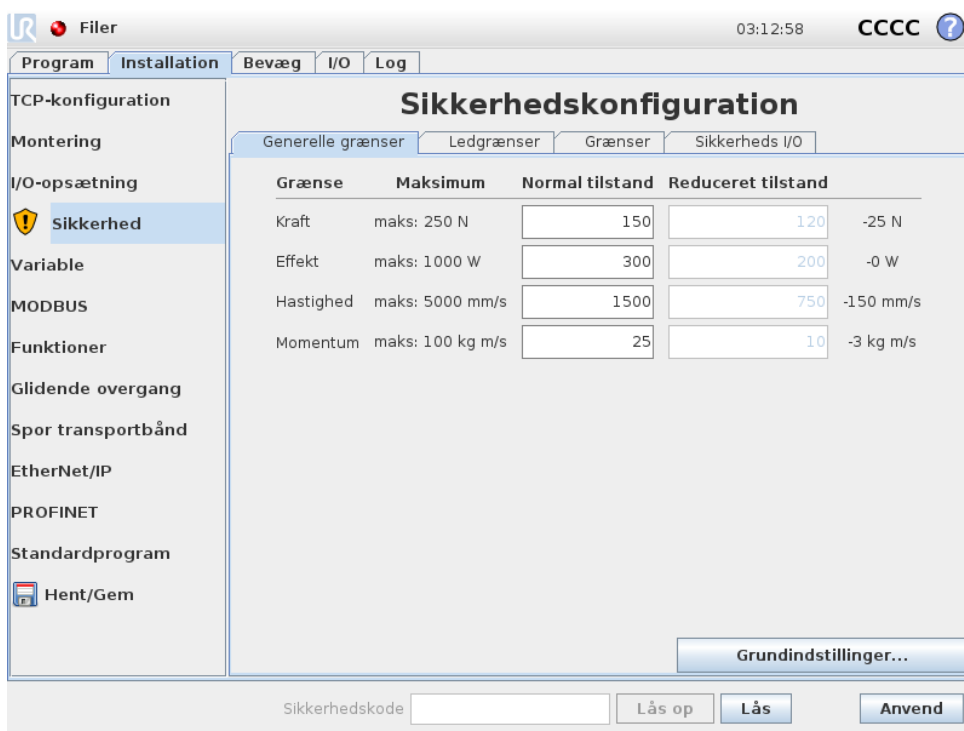 UR Filer 03:12:58 CCCC ?
Program Installation Bevæg I/O Log
TCP-konfiguration
Montering
I/O-opsætning
Sikkerhed
Variable
MODBUS
Funktioner
Glidende overgang
Spor transportbånd
EtherNet/IP
PROFINET
Standardprogram
Hent/Gem
Sikkerhedskonfiguration
Generelle grænser Ledgrænser Grænser Sikkerheds I/O
Grænse Maksimum Normal tilstand Reduceret tilstand
Kraft maks: 250 N 150 120 -25 N
Effekt maks: 1000 W 300 200 -0 W
Hastighed maks: 5000 mm/s 1500 750 -150 mm/s
Momentum maks: 100 kg m/s 25 10 -3 kg m/s
Grundindstillinger...
Sikkerhedskode Lås op Lås Anvend